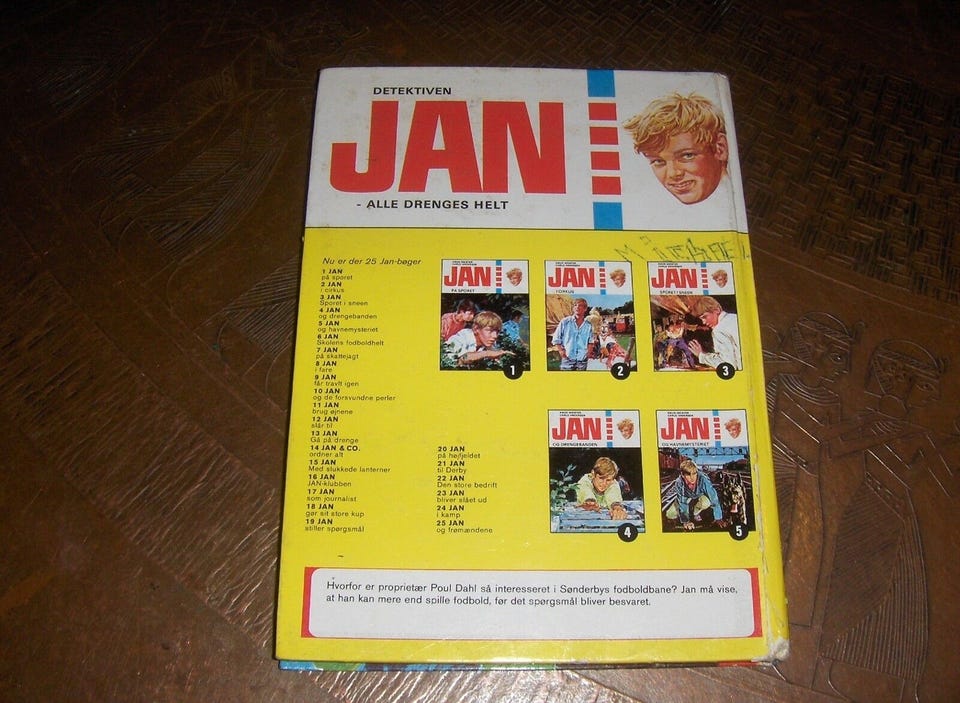 DETEKTIVEN
JAN
- ALLE DRENGES HELT
Nu er der 25 Jan-bøger
1 JAN
på sporet
2 JAN
i cirkus
3 JAN
Sporet i sneen
4 JAN
og drengebanden
5 JAN
og havnemysteriet
6 JAN
Skolens fodboldhelt
7 JAN
på skattejagt
8 JAN
i fare
9 JAN
får travlt igen
10 JAN
og de forsvundne perler
11 JAN
brug øjnene
12 JAN
slår til
13 JAN
Gå på drenge
14 JAN & CO.
ordner alt
15 JAN
Med slukkede lanterner
16 JAN
JAN-klubben
17 JAN
som journalist
18 JAN
gør sit store kup
19 JAN
stiller spørgsmål
20 JAN
på højfjeldet
21 JAN
til Derby
22 JAN
Den store bedrift
23 JAN
bliver slået ud
24 JAN
i kamp
25 JAN
og frømændene
JAN
PÅ SPORET
1
JAN
I CIRKUS
2
JAN
SPORET I SNEEN
3
JAN
OG DRENGEBANDEN
4
JAN
OG HAVNEMYSTERIET
5
Hvorfor er proprietær Poul Dahl så interesseret i Sønderbys fodboldbane? Jan må vise,
at han kan mere end spille fodbold, før det spørgsmål bliver besvaret.